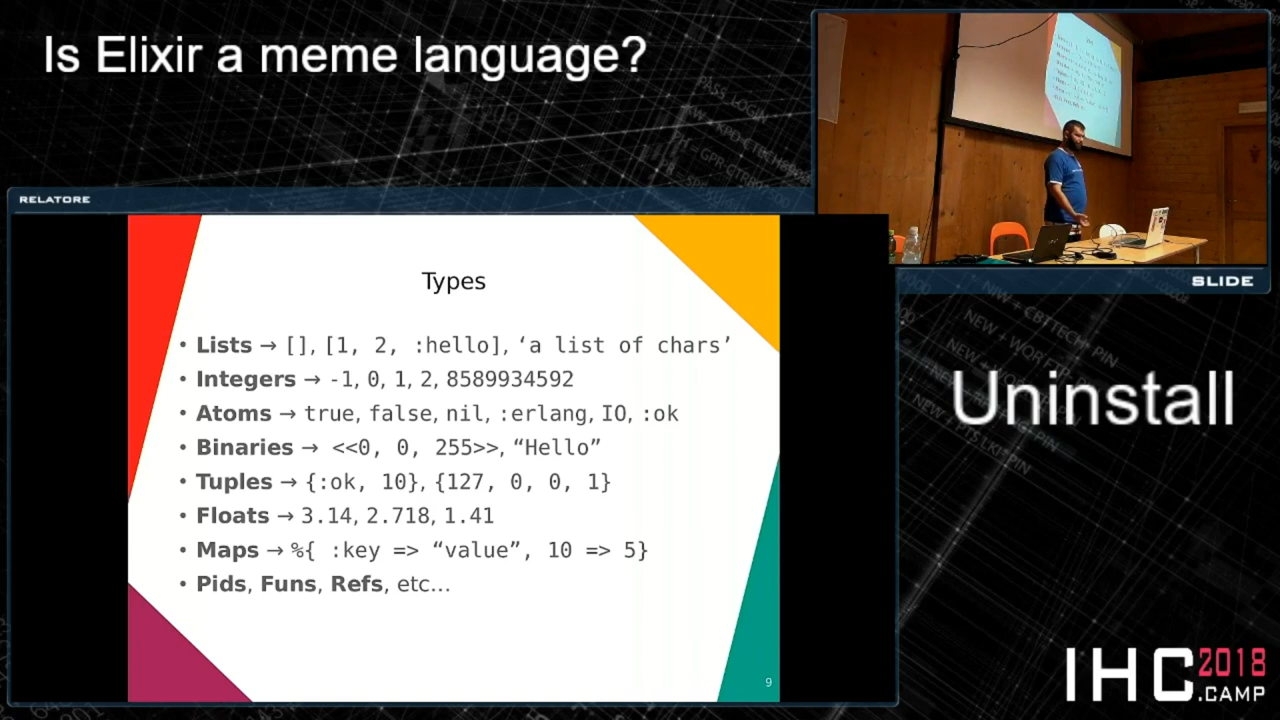 Is Elixir a meme language?
RELATORE
SLIDE
Types
• Lists → [], [1, 2, :hello], ‘a list of chars’
• Integers → -1, 0, 1, 2, 8589934592
• Atoms → true, false, nil, :erlang, IO, :ok
• Binaries → <<0, 0, 255>>, “Hello”
• Tuples → {:ok, 10}, {127, 0, 0, 1}
• Floats → 3.14, 2.718, 1.41
• Maps → %{ :key => “value”, 10 => 5}
• Pids, Funs, Refs, etc…
9
Uninstall
IHC 2018
.CAMP